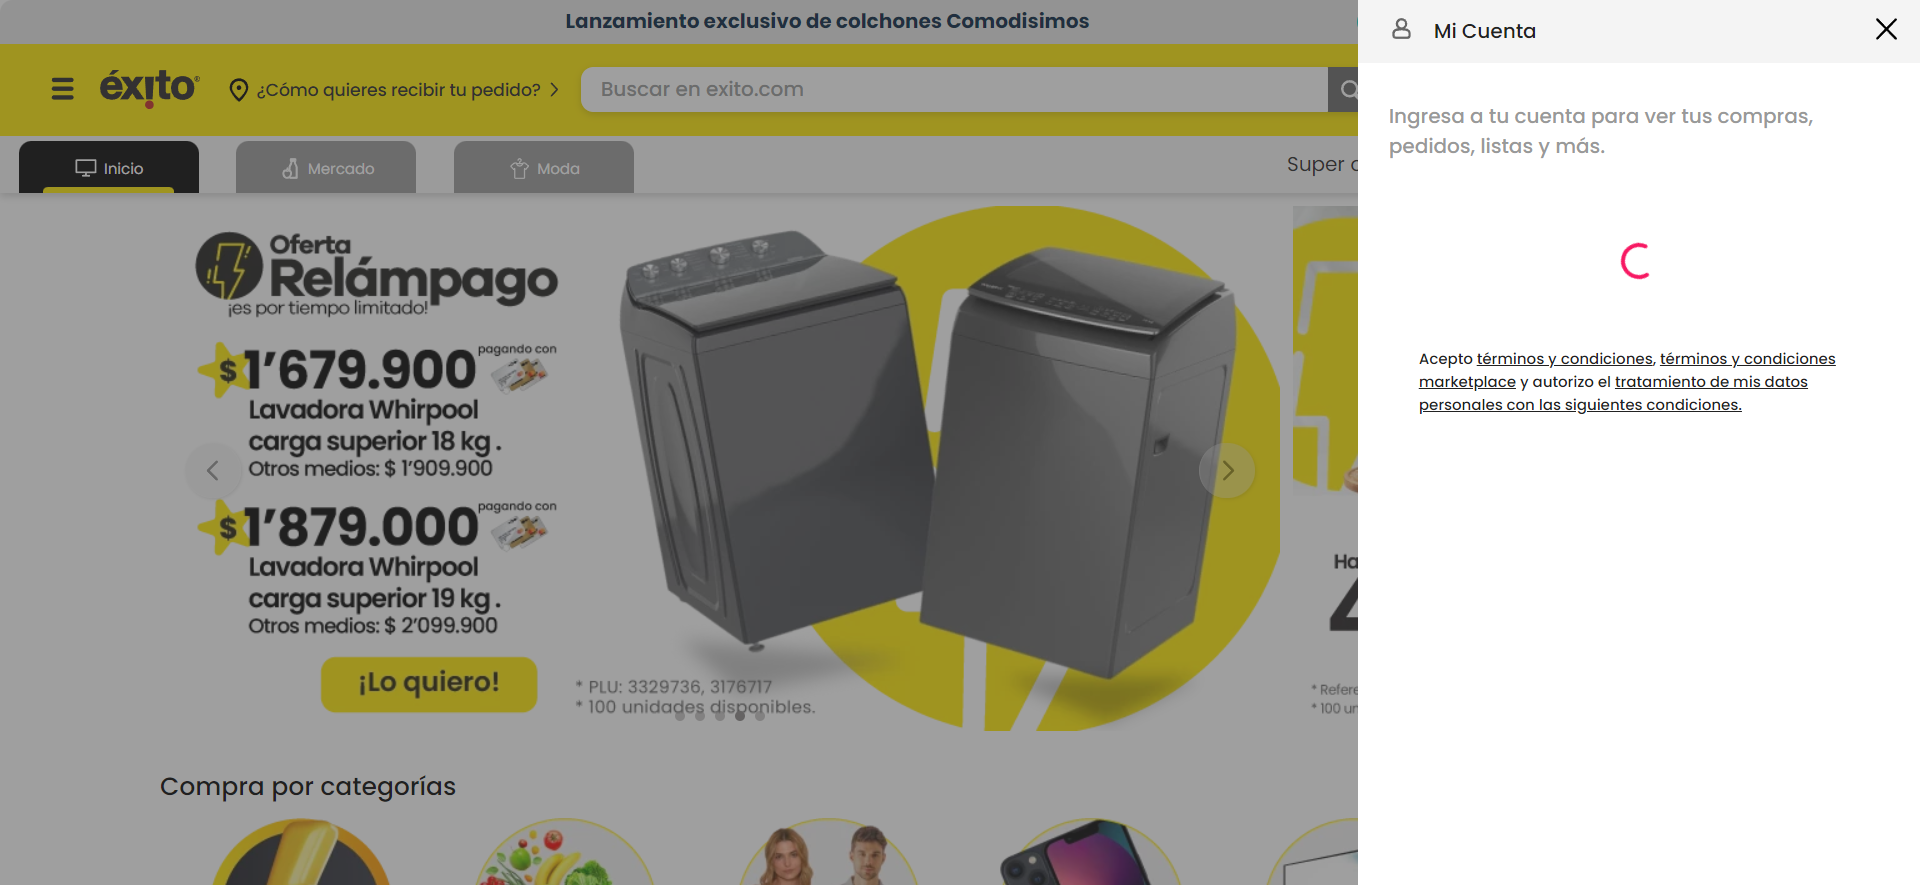 Lanzamiento exclusivo de colchones Comodisimos
éxito
¿Cómo quieres recibir tu pedido?
Buscar en exito.com
Inicio
Mercado
Moda
Super
Oferta
Relámpago
¡es por tiempo limitado!
$ 1'679.900 pagando con
Lavadora Whirpool
carga superior 18 kg.
Otros medios: $ 1'909.900
$ 1'879.000 pagando con
Lavadora Whirpool
carga superior 19 kg.
Otros medios: $ 2'099.900
¡Lo quiero!
* PLU: 3329736, 3176717
* 100 unidades disponibles.
Ha
* Refere
* 100 un
Compra por categorías
Mi Cuenta
Ingresa a tu cuenta para ver tus compras,
pedidos, listas y más.
Acepto términos y condiciones, términos y condiciones
marketplace y autorizo el tratamiento de mis datos
personales con las siguientes condiciones.